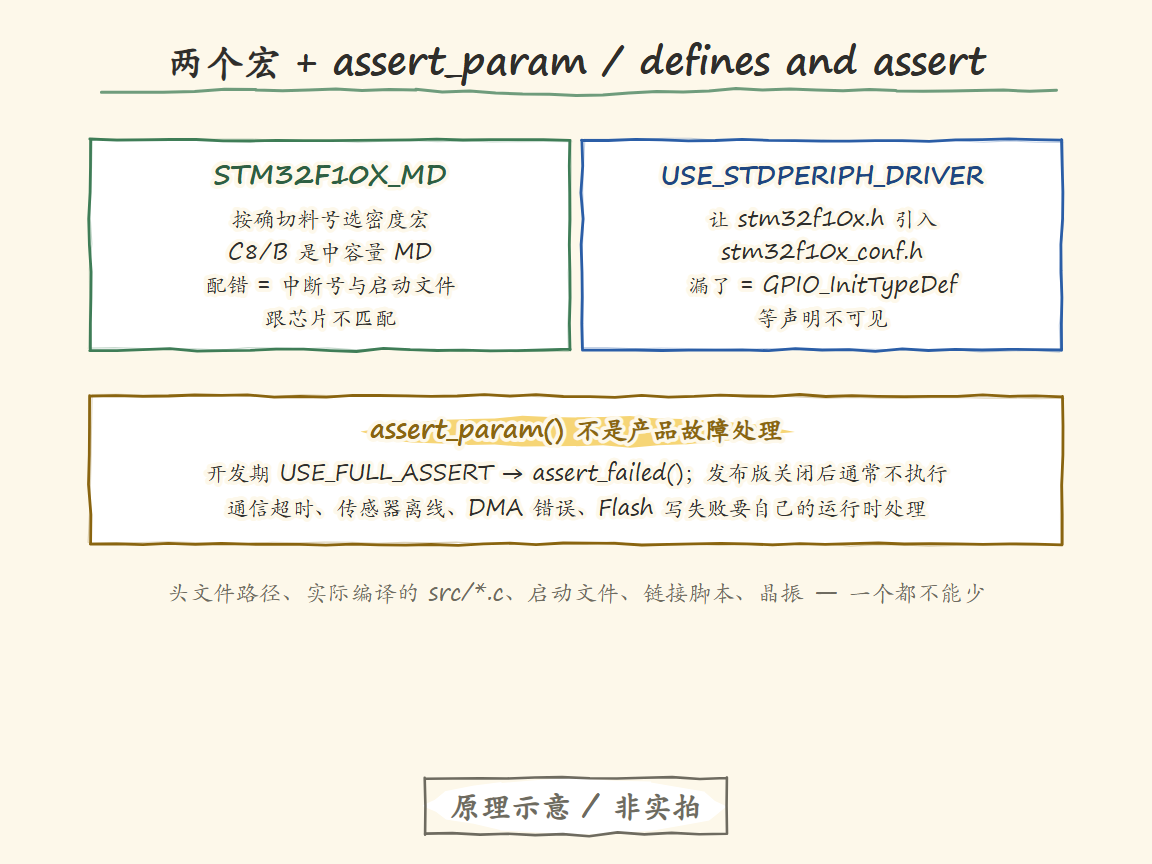 两个宏 + assert_param / defines and assert
STM32F10X_MD
按确切料号选密度宏
C8/B 是中容量 MD
配错 = 中断号与启动文件
跟芯片不匹配
USE_STDPERIPH_DRIVER
让 stm32f10x.h 引入
stm32f10x_conf.h
漏了 = GPIO_InitTypeDef
等声明不可见
assert_param() 不是产品故障处理
开发期 USE_FULL_ASSERT → assert_failed()；发布版关闭后通常不执行
通信超时、传感器离线、DMA 错误、Flash 写失败要自己的运行时处理
头文件路径、实际编译的 src/*.c、启动文件、链接脚本、晶振 — 一个都不能少
原理示意 / 非实拍